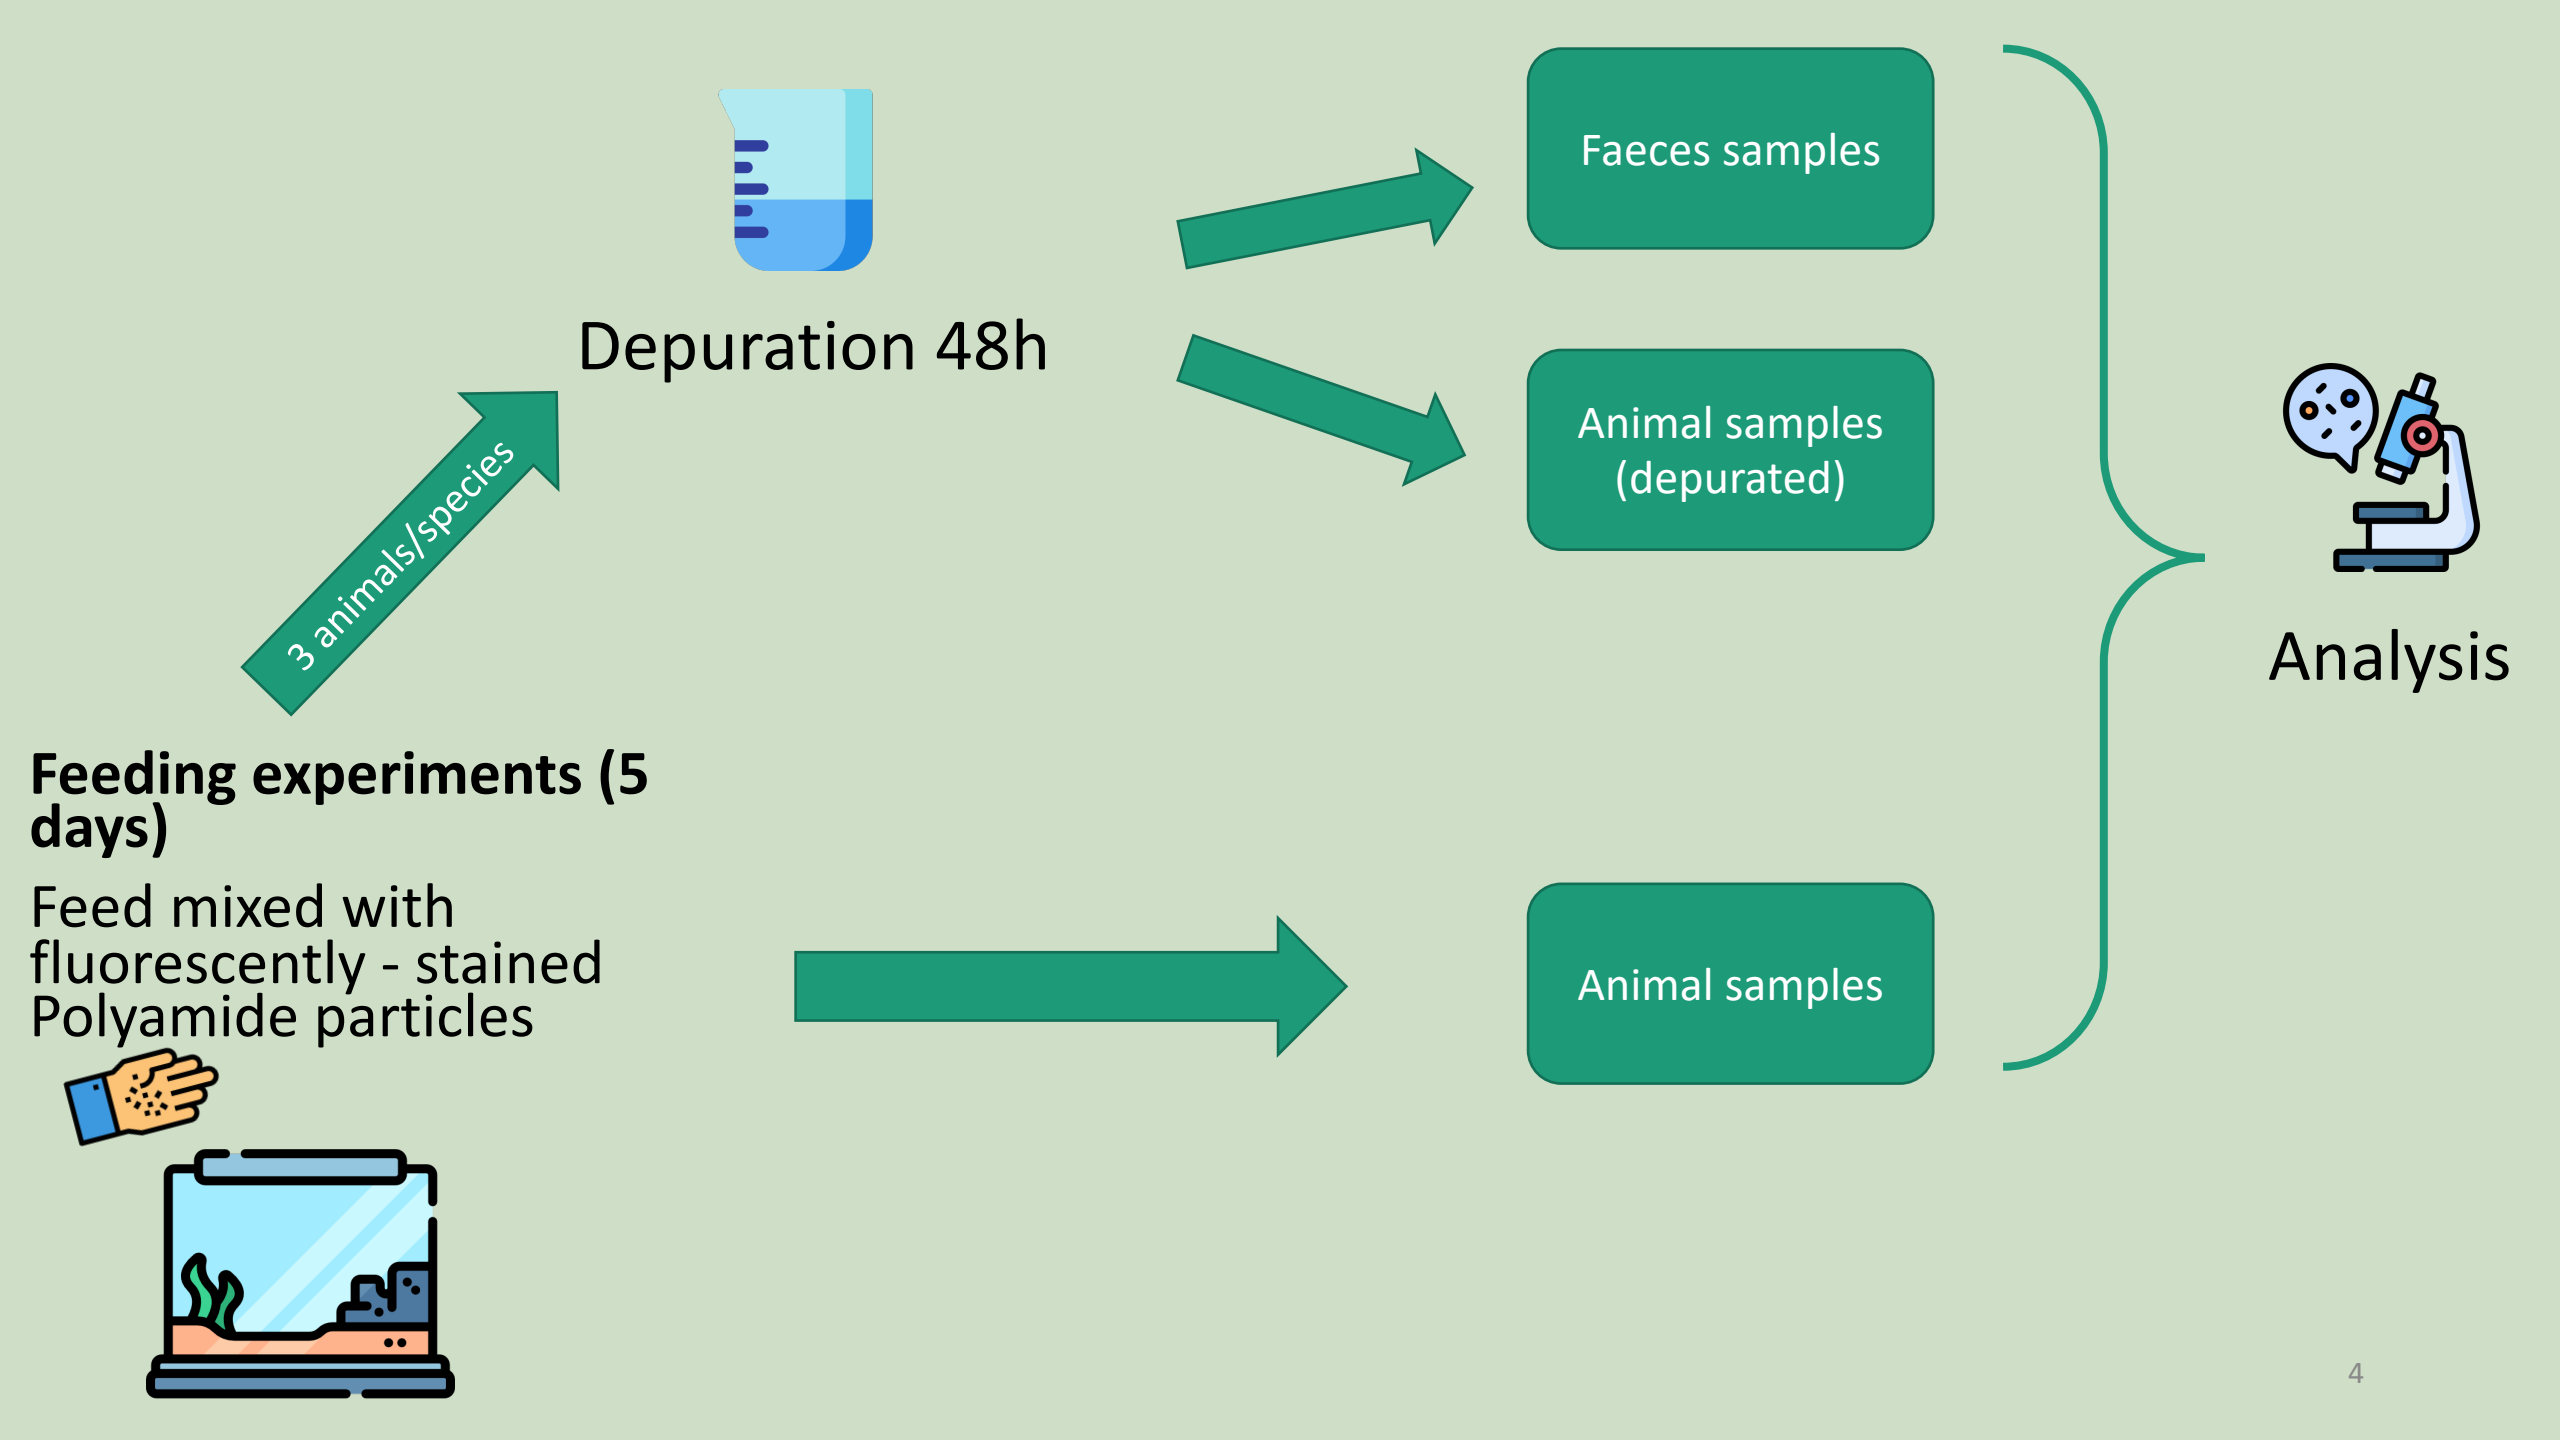 Faeces samples
Depuration 48h
Animal samples
(depurated)
3 animals/species
Analysis
Feeding experiments (5
days)
Feed mixed with
fluorescently - stained
Polyamide particles
Animal samples
4